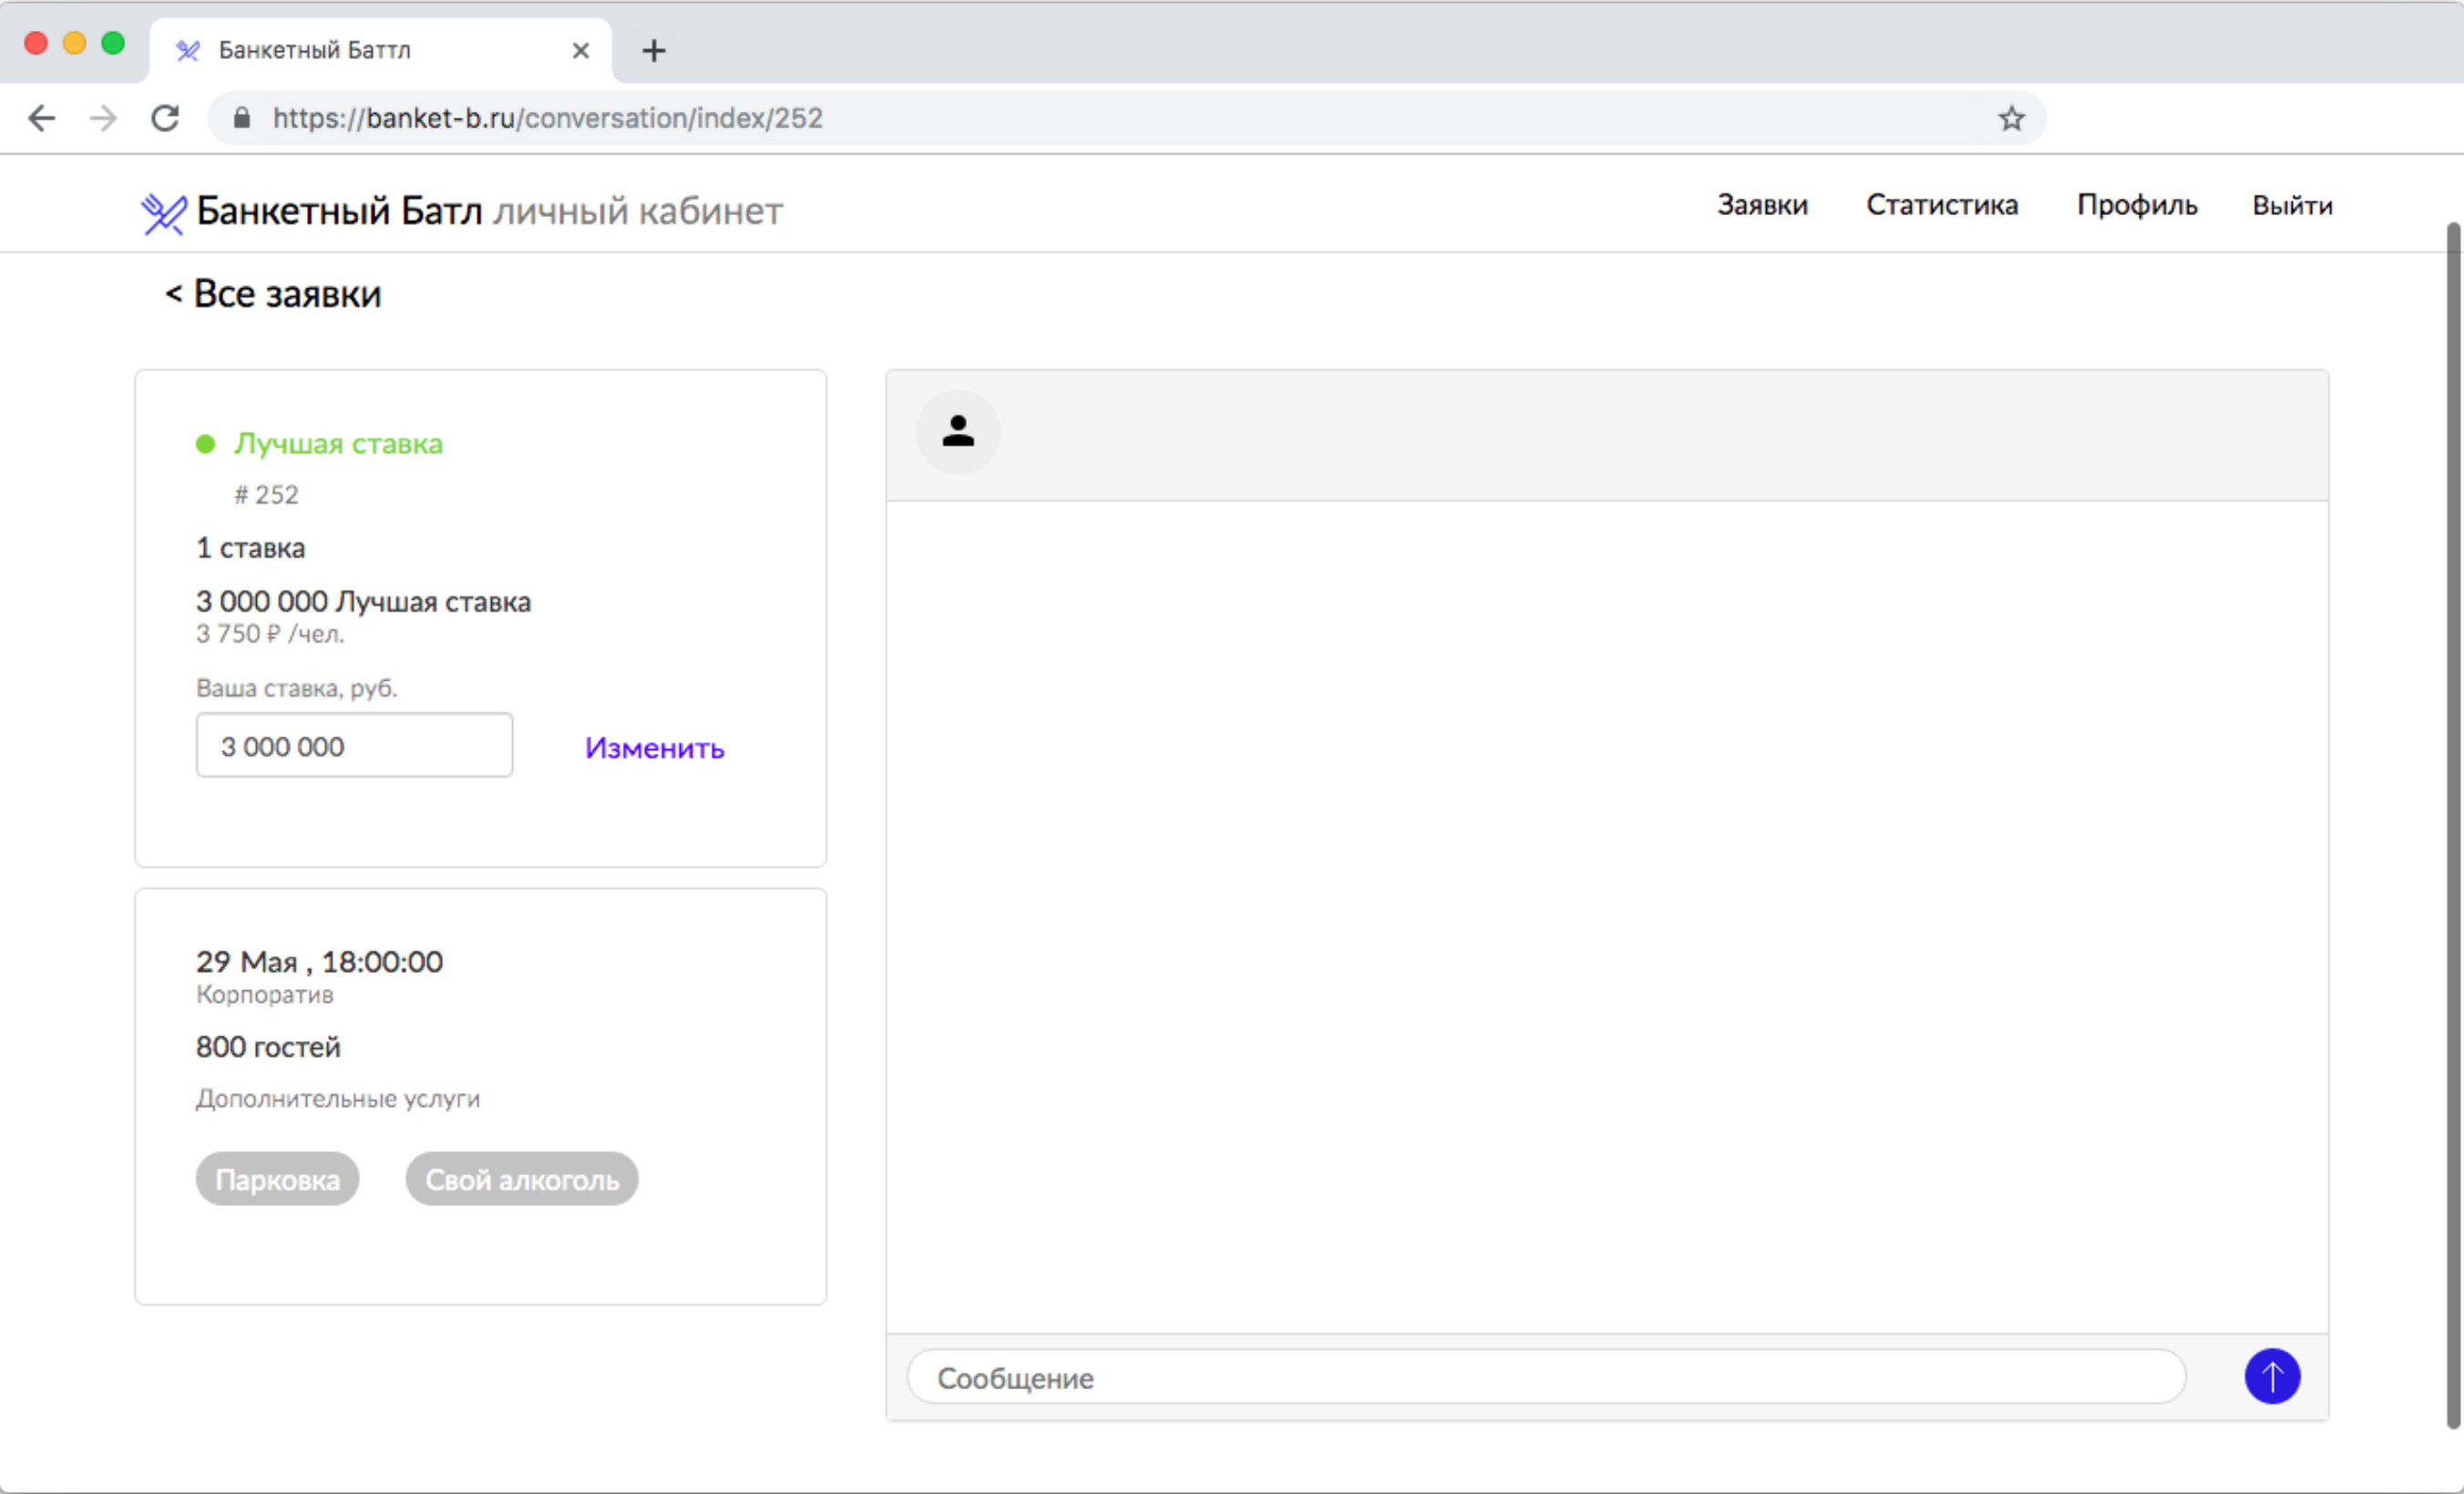 Банкетный Баттл
https://banket-b.ru/conversation/index/252
Банкетный Батл личный кабинет
Заявки Статистика Профиль Выйти
< Все заявки
Лучшая ставка
# 252
1 ставка
3 000 000 Лучшая ставка
3 750 ₽ /чел.
Ваша ставка, руб.
3 000 000 Изменить
29 Мая , 18:00:00
Корпоратив
800 гостей
Дополнительные услуги
Парковка Свой алкоголь
Сообщение